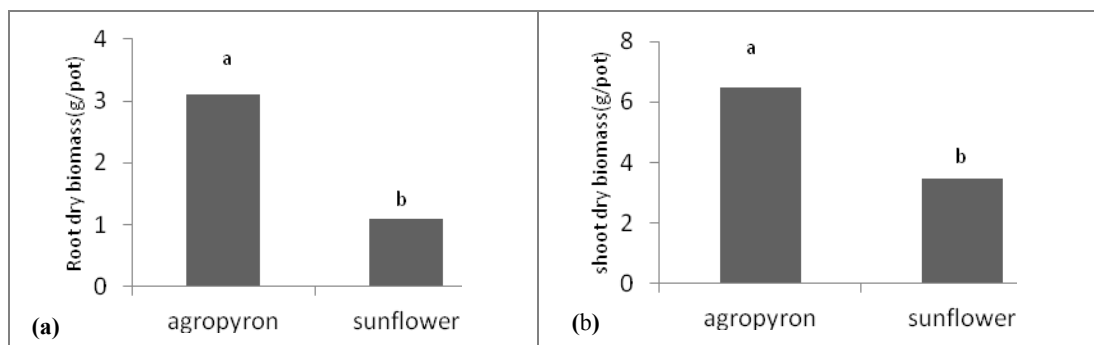 Root dry biomass(g/pot)
4
3
2
1
0
a
b
agropyron
sunflower
(a)
shoot dry biomass(g/pot)
8
6
4
2
0
a
b
agropyron
sunflower
(b)